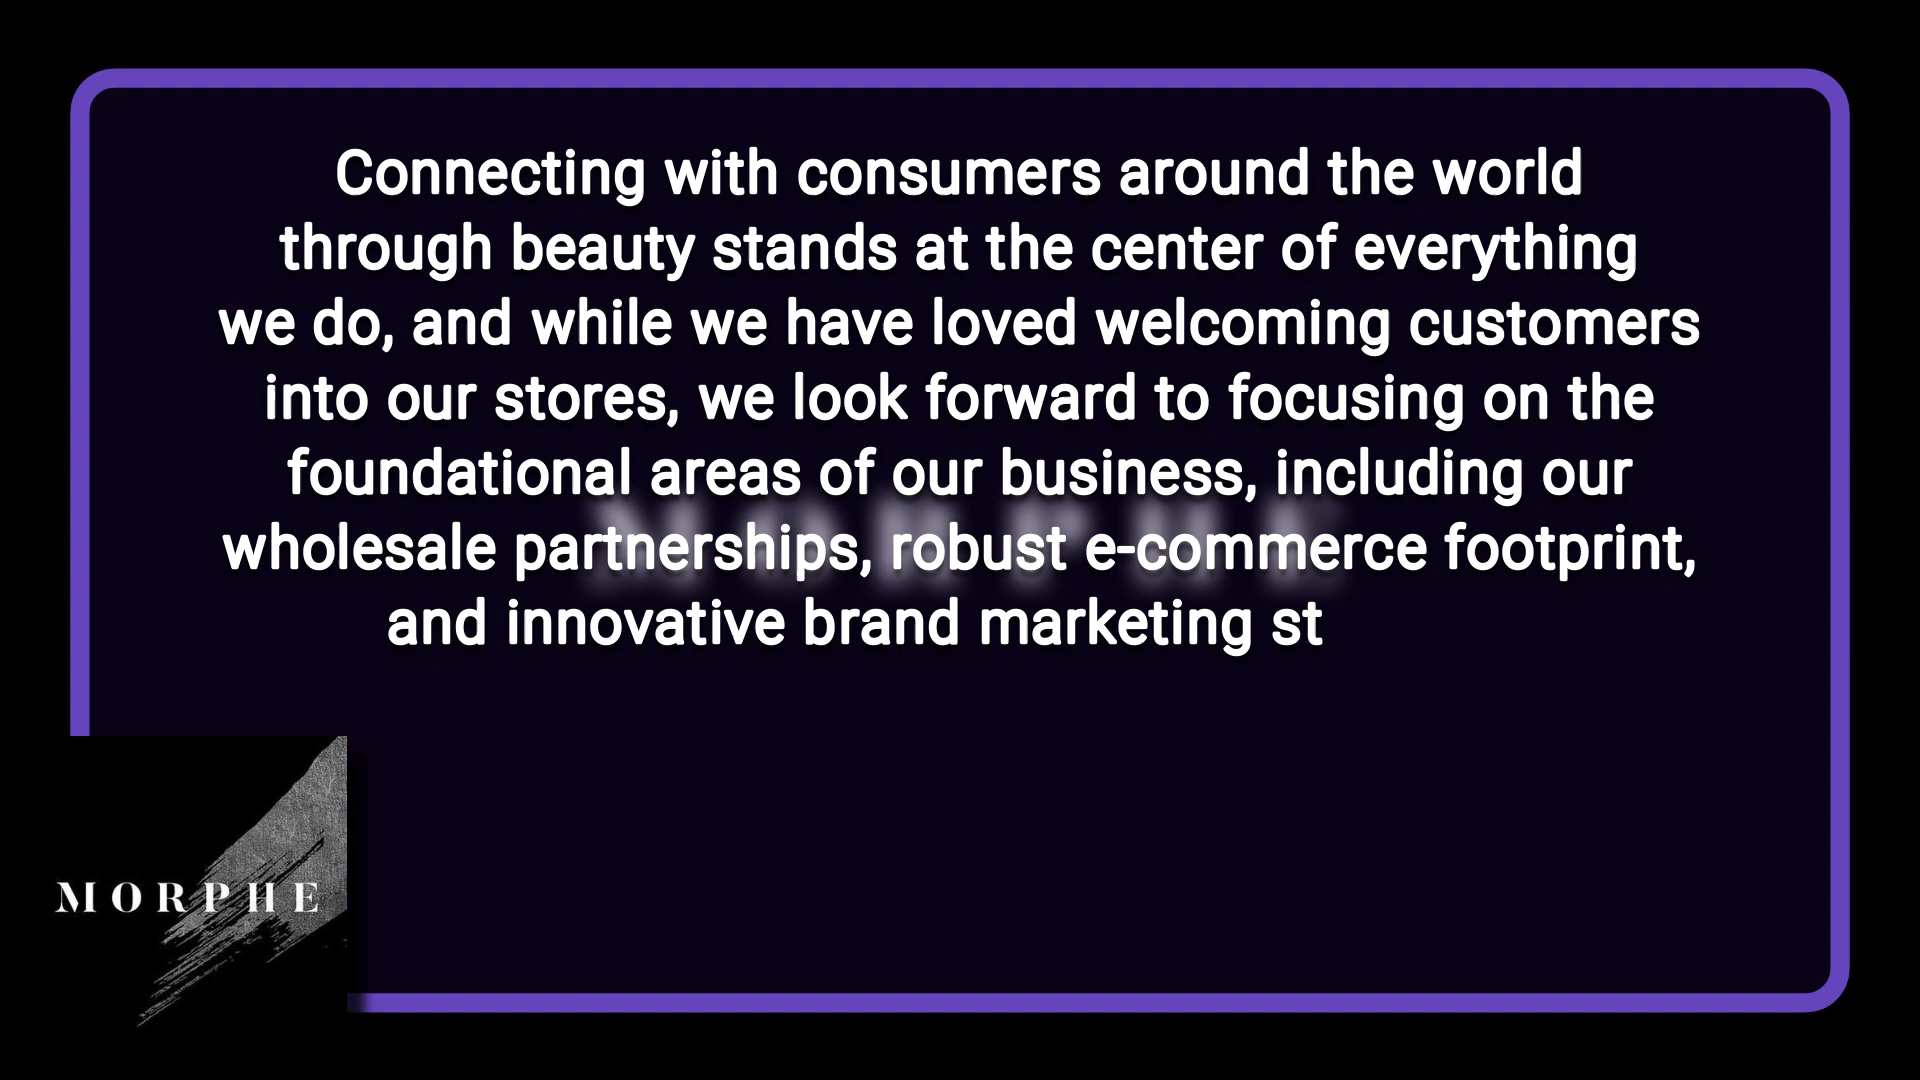 Connecting with consumers around the world
through beauty stands at the center of everything
we do, and while we have loved welcoming customers
into our stores, we look forward to focusing on the
foundational areas of our business, including our
MORPHE
wholesale partnerships, robust e-commerce footprint,
and innovative brand marketing st
MORPHE